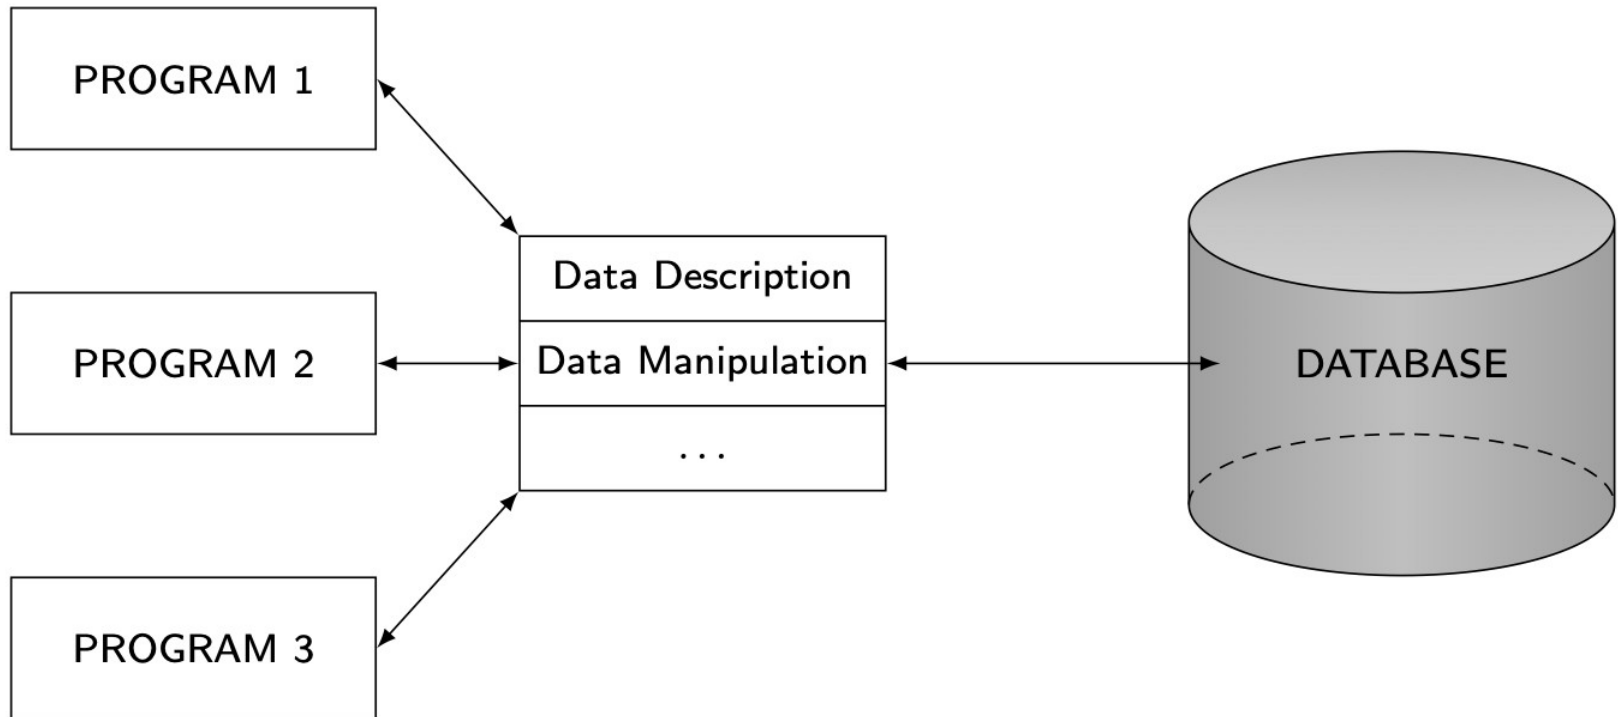 PROGRAM 1
Data Description
PROGRAM 2
Data Manipulation
DATABASE
...
PROGRAM 3